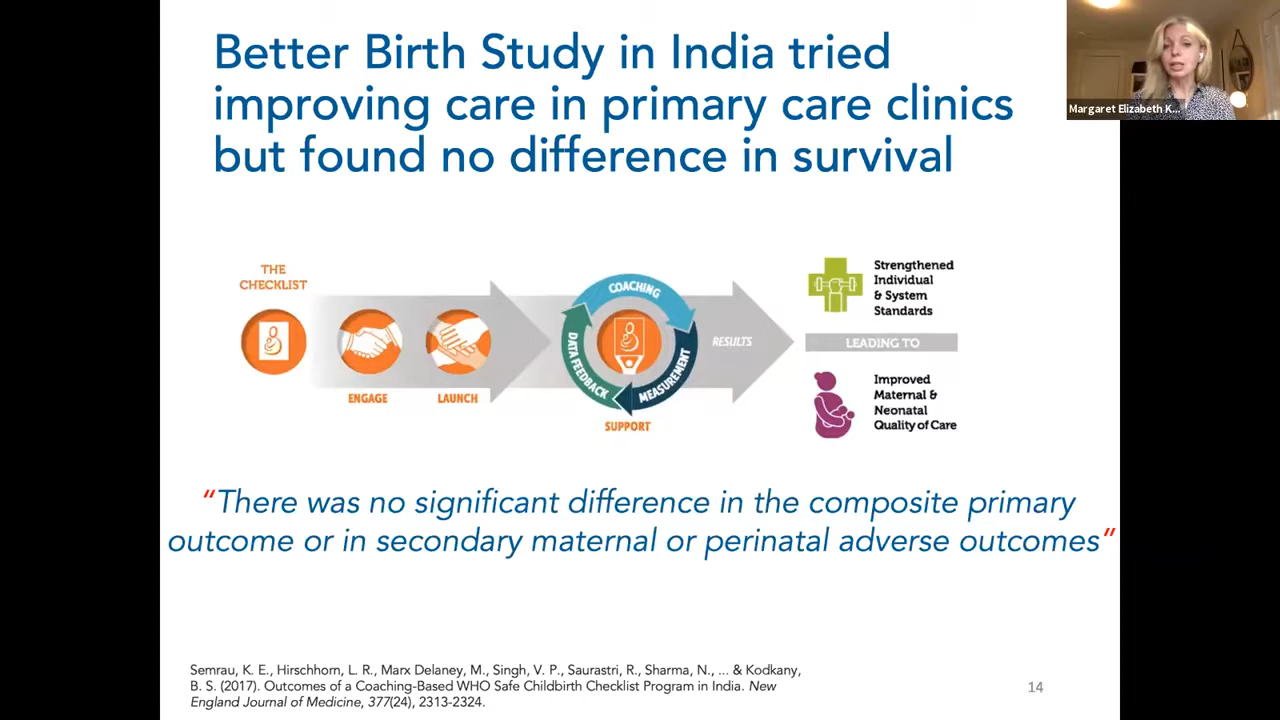 Better Birth Study in India tried
improving care in primary care clinics
but found no difference in survival
Margaret Elizabeth K...
THE
CHECKLIST
ENGAGE
LAUNCH
COACHING
MEASUREMENT
DATA FEEDBACK
SUPPORT
RESULTS
Strengthened
Individual
& System
Standards
LEADING TO
Improved
Maternal &
Neonatal
Quality of Care
“There was no significant difference in the composite primary
outcome or in secondary maternal or perinatal adverse outcomes”
Semrau, K. E., Hirschhorn, L. R., Marx Delaney, M., Singh, V. P., Saurastri, R., Sharma, N., ... & Kodkany,
B. S. (2017). Outcomes of a Coaching-Based WHO Safe Childbirth Checklist Program in India. New
England Journal of Medicine, 377(24), 2313-2324.
14